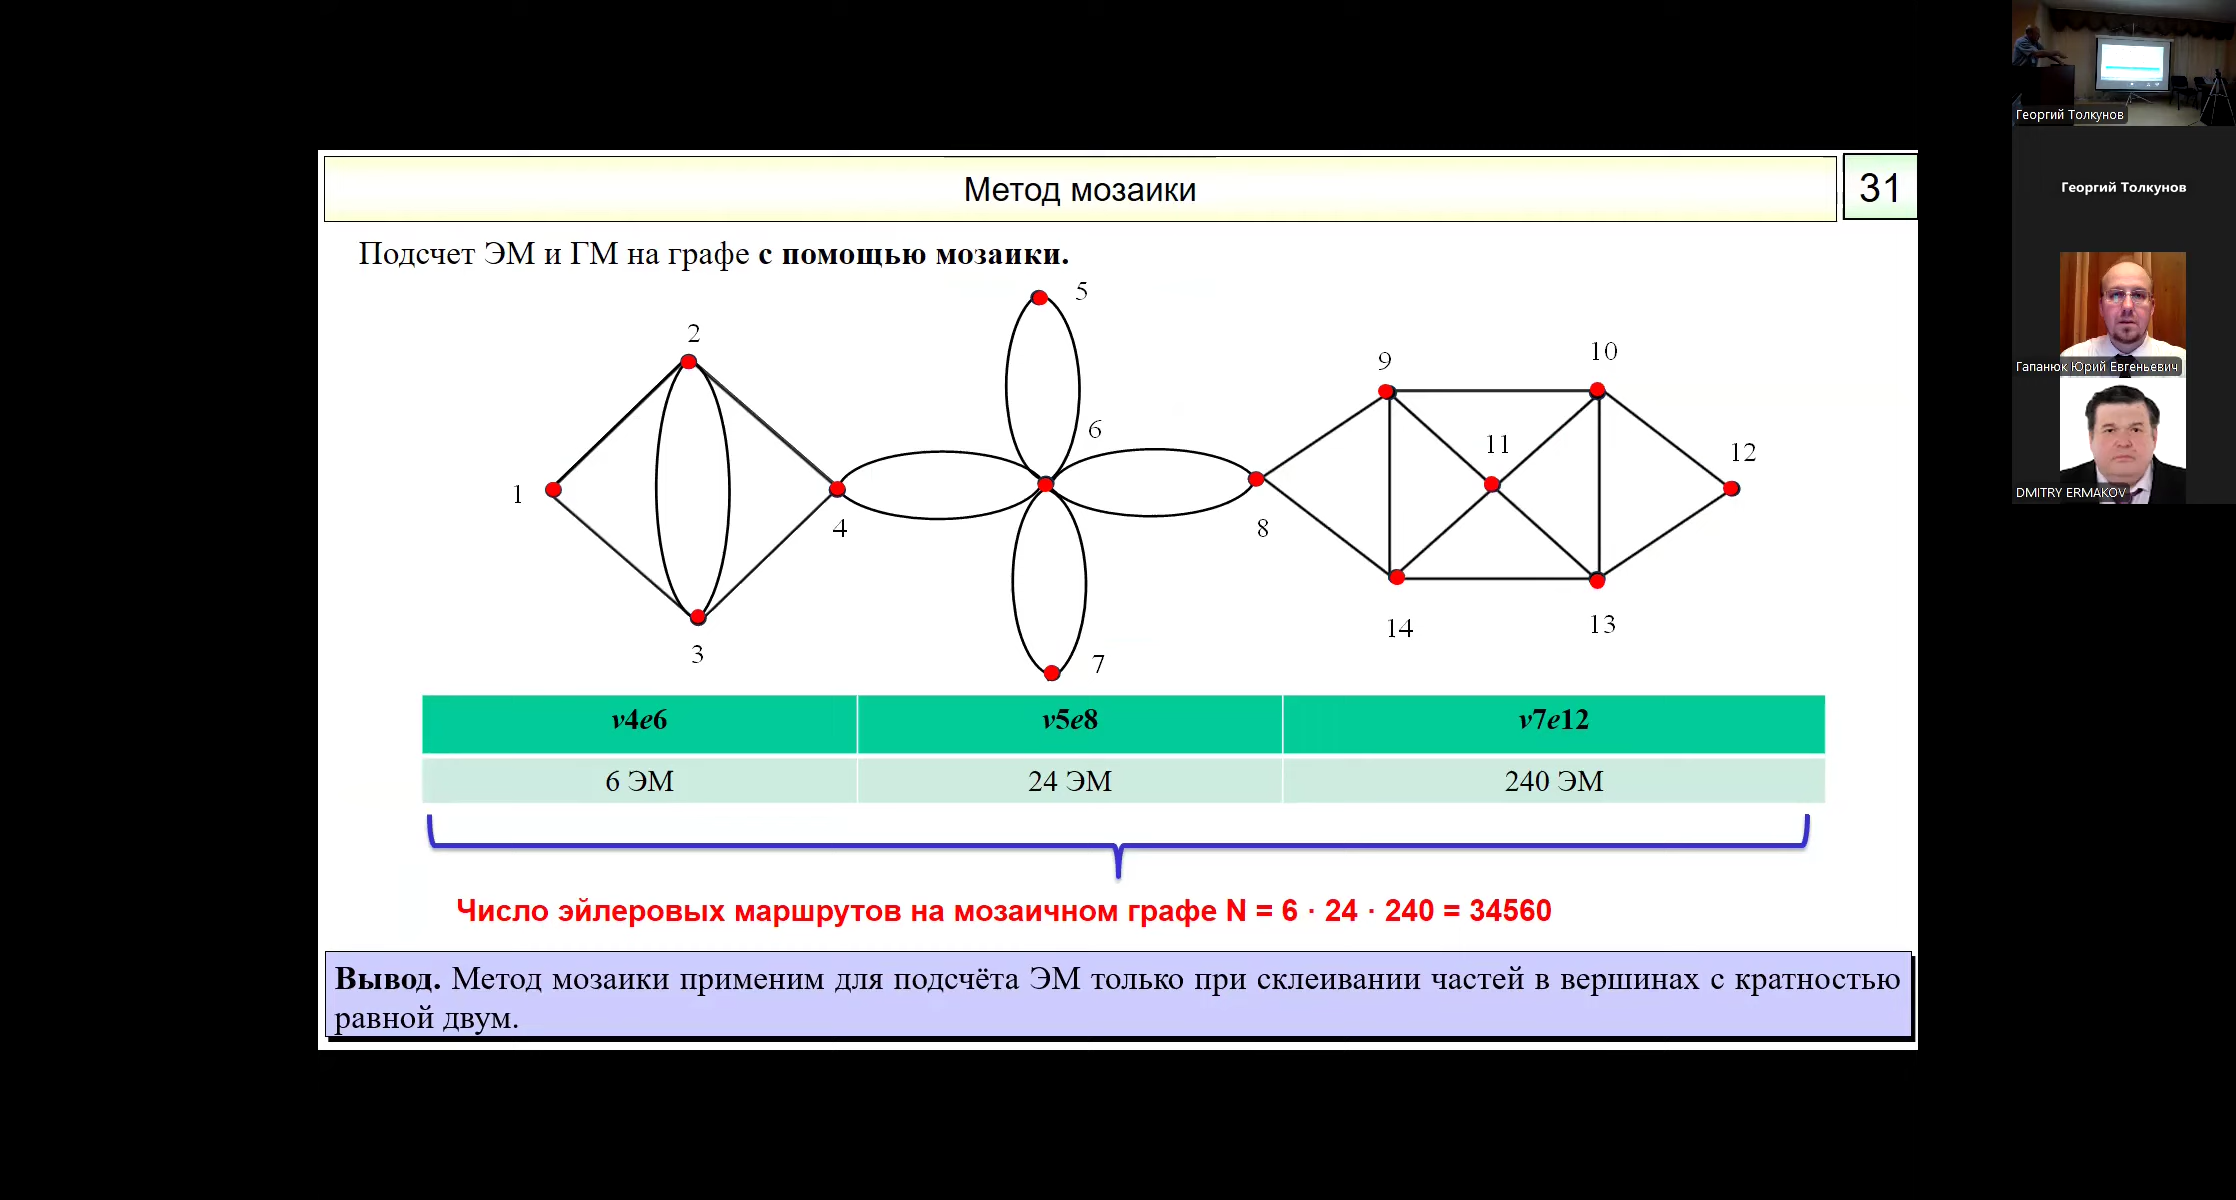 Метод мозаики
31
Подсчет ЭМ и ГМ на графе с помощью мозаики.
5
2
6
9
10
11
12
1
4
8
3
7
14
13
v4e6 v5e8 v7e12
6 ЭМ 24 ЭМ 240 ЭМ
Число эйлеровых маршрутов на мозаичном графе N = 6 · 24 · 240 = 34560
Вывод. Метод мозаики применим для подсчёта ЭМ только при склеивании частей в вершинах с кратностью
равной двум.
Георгий Толкунов
Георгий Толкунов
Гапанюк Юрий Евгеньевич
DMITRY ERMAKOV